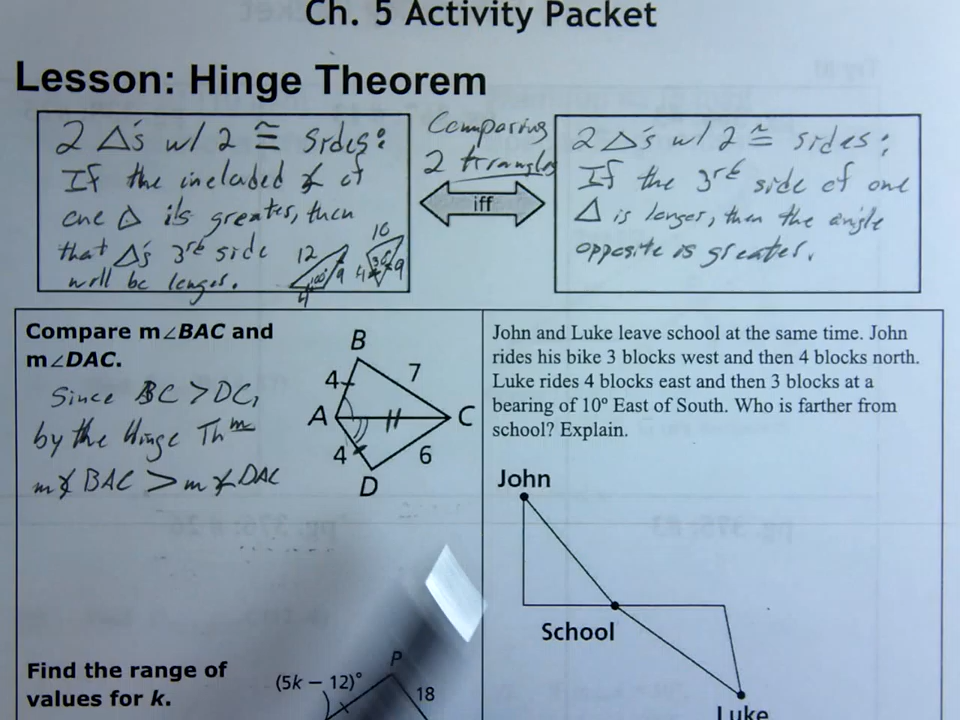 Ch. 5 Activity Packet
Lesson: Hinge Theorem
2 Δ's w/ 2 ≅ sides:
If the included ∡ of
one Δ is greater, then
that Δ's 3rd side
will be longer.
12
100°
9
4
10
30
4
9
Comparing
2 triangles
iff
2 Δ's w/ 2 ≅ sides:
If the 3rd side of one
Δ is longer, then the angle
opposite is greater.
Compare m∠BAC and
m∠DAC.
Since BC > DC,
by the Hinge Thm
m∡ BAC > m∡ DAC
B
4
7
A
C
4
6
D
John and Luke leave school at the same time. John
rides his bike 3 blocks west and then 4 blocks north.
Luke rides 4 blocks east and then 3 blocks at a
bearing of 10° East of South. Who is farther from
school? Explain.
John
School
Luke
Find the range of
values for k.
(5k − 12)°
P
18